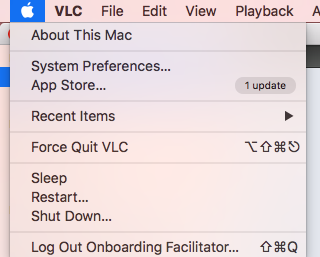 VLC File Edit View Playback A
About This Mac
System Preferences...
App Store... 1 update
Recent Items ▶
Force Quit VLC ⌥⇧⌘⎋
Sleep
Restart...
Shut Down...
Log Out Onboarding Facilitator... ⇧⌘Q